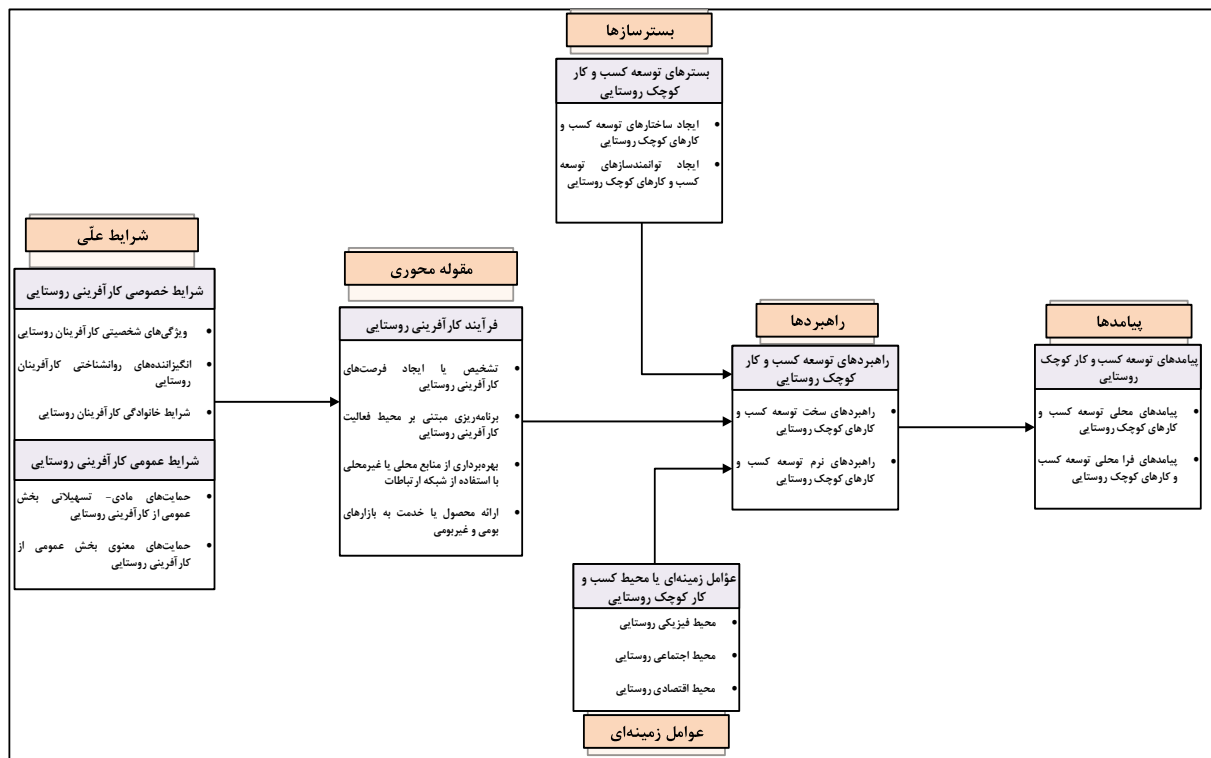 بسترسازها
بسترهای توسعه کسب و کار
کوچک روستایی
ایجاد ساختارهای توسعه کسب و
کارهای کوچک روستایی
ایجاد توانمندسازهای توسعه
کسب و کارهای کوچک روستایی
شرایط علّی
شرایط خصوصی کارآفرینی روستایی
ویژگی‌های شخصیتی کارآفرینان روستایی
انگیزاننده‌های روانشناختی کارآفرینان
روستایی
شرایط خانوادگی کارآفرینان روستایی
شرایط عمومی کارآفرینی روستایی
حمایت‌های مادی- تسهیلاتی بخش
عمومی از کارآفرینی روستایی
حمایت‌های معنوی بخش عمومی از
کارآفرینی روستایی
مقوله محوری
فرآیند کارآفرینی روستایی
تشخیص یا ایجاد فرصت‌های
کارآفرینی روستایی
برنامه‌ریزی مبتنی بر محیط فعالیت
کارآفرینی روستایی
بهره‌برداری از منابع محلی یا غیرمحلی
با استفاده از شبکه ارتباطات
ارائه محصول یا خدمت به بازارهای
بومی و غیربومی
راهبردها
راهبردهای توسعه کسب و کار
کوچک روستایی
راهبردهای سخت توسعه کسب و
کارهای کوچک روستایی
راهبردهای نرم توسعه کسب و
کارهای کوچک روستایی
پیامدها
پیامدهای توسعه کسب و کار کوچک
روستایی
پیامدهای محلی توسعه کسب و
کارهای کوچک روستایی
پیامدهای فرا محلی توسعه کسب
و کارهای کوچک روستایی
عؤامل زمینه‌ای یا محیط کسب و
کار کوچک روستایی
محیط فیزیکی روستایی
محیط اجتماعی روستایی
محیط اقتصادی روستایی
عوامل زمینه‌ای